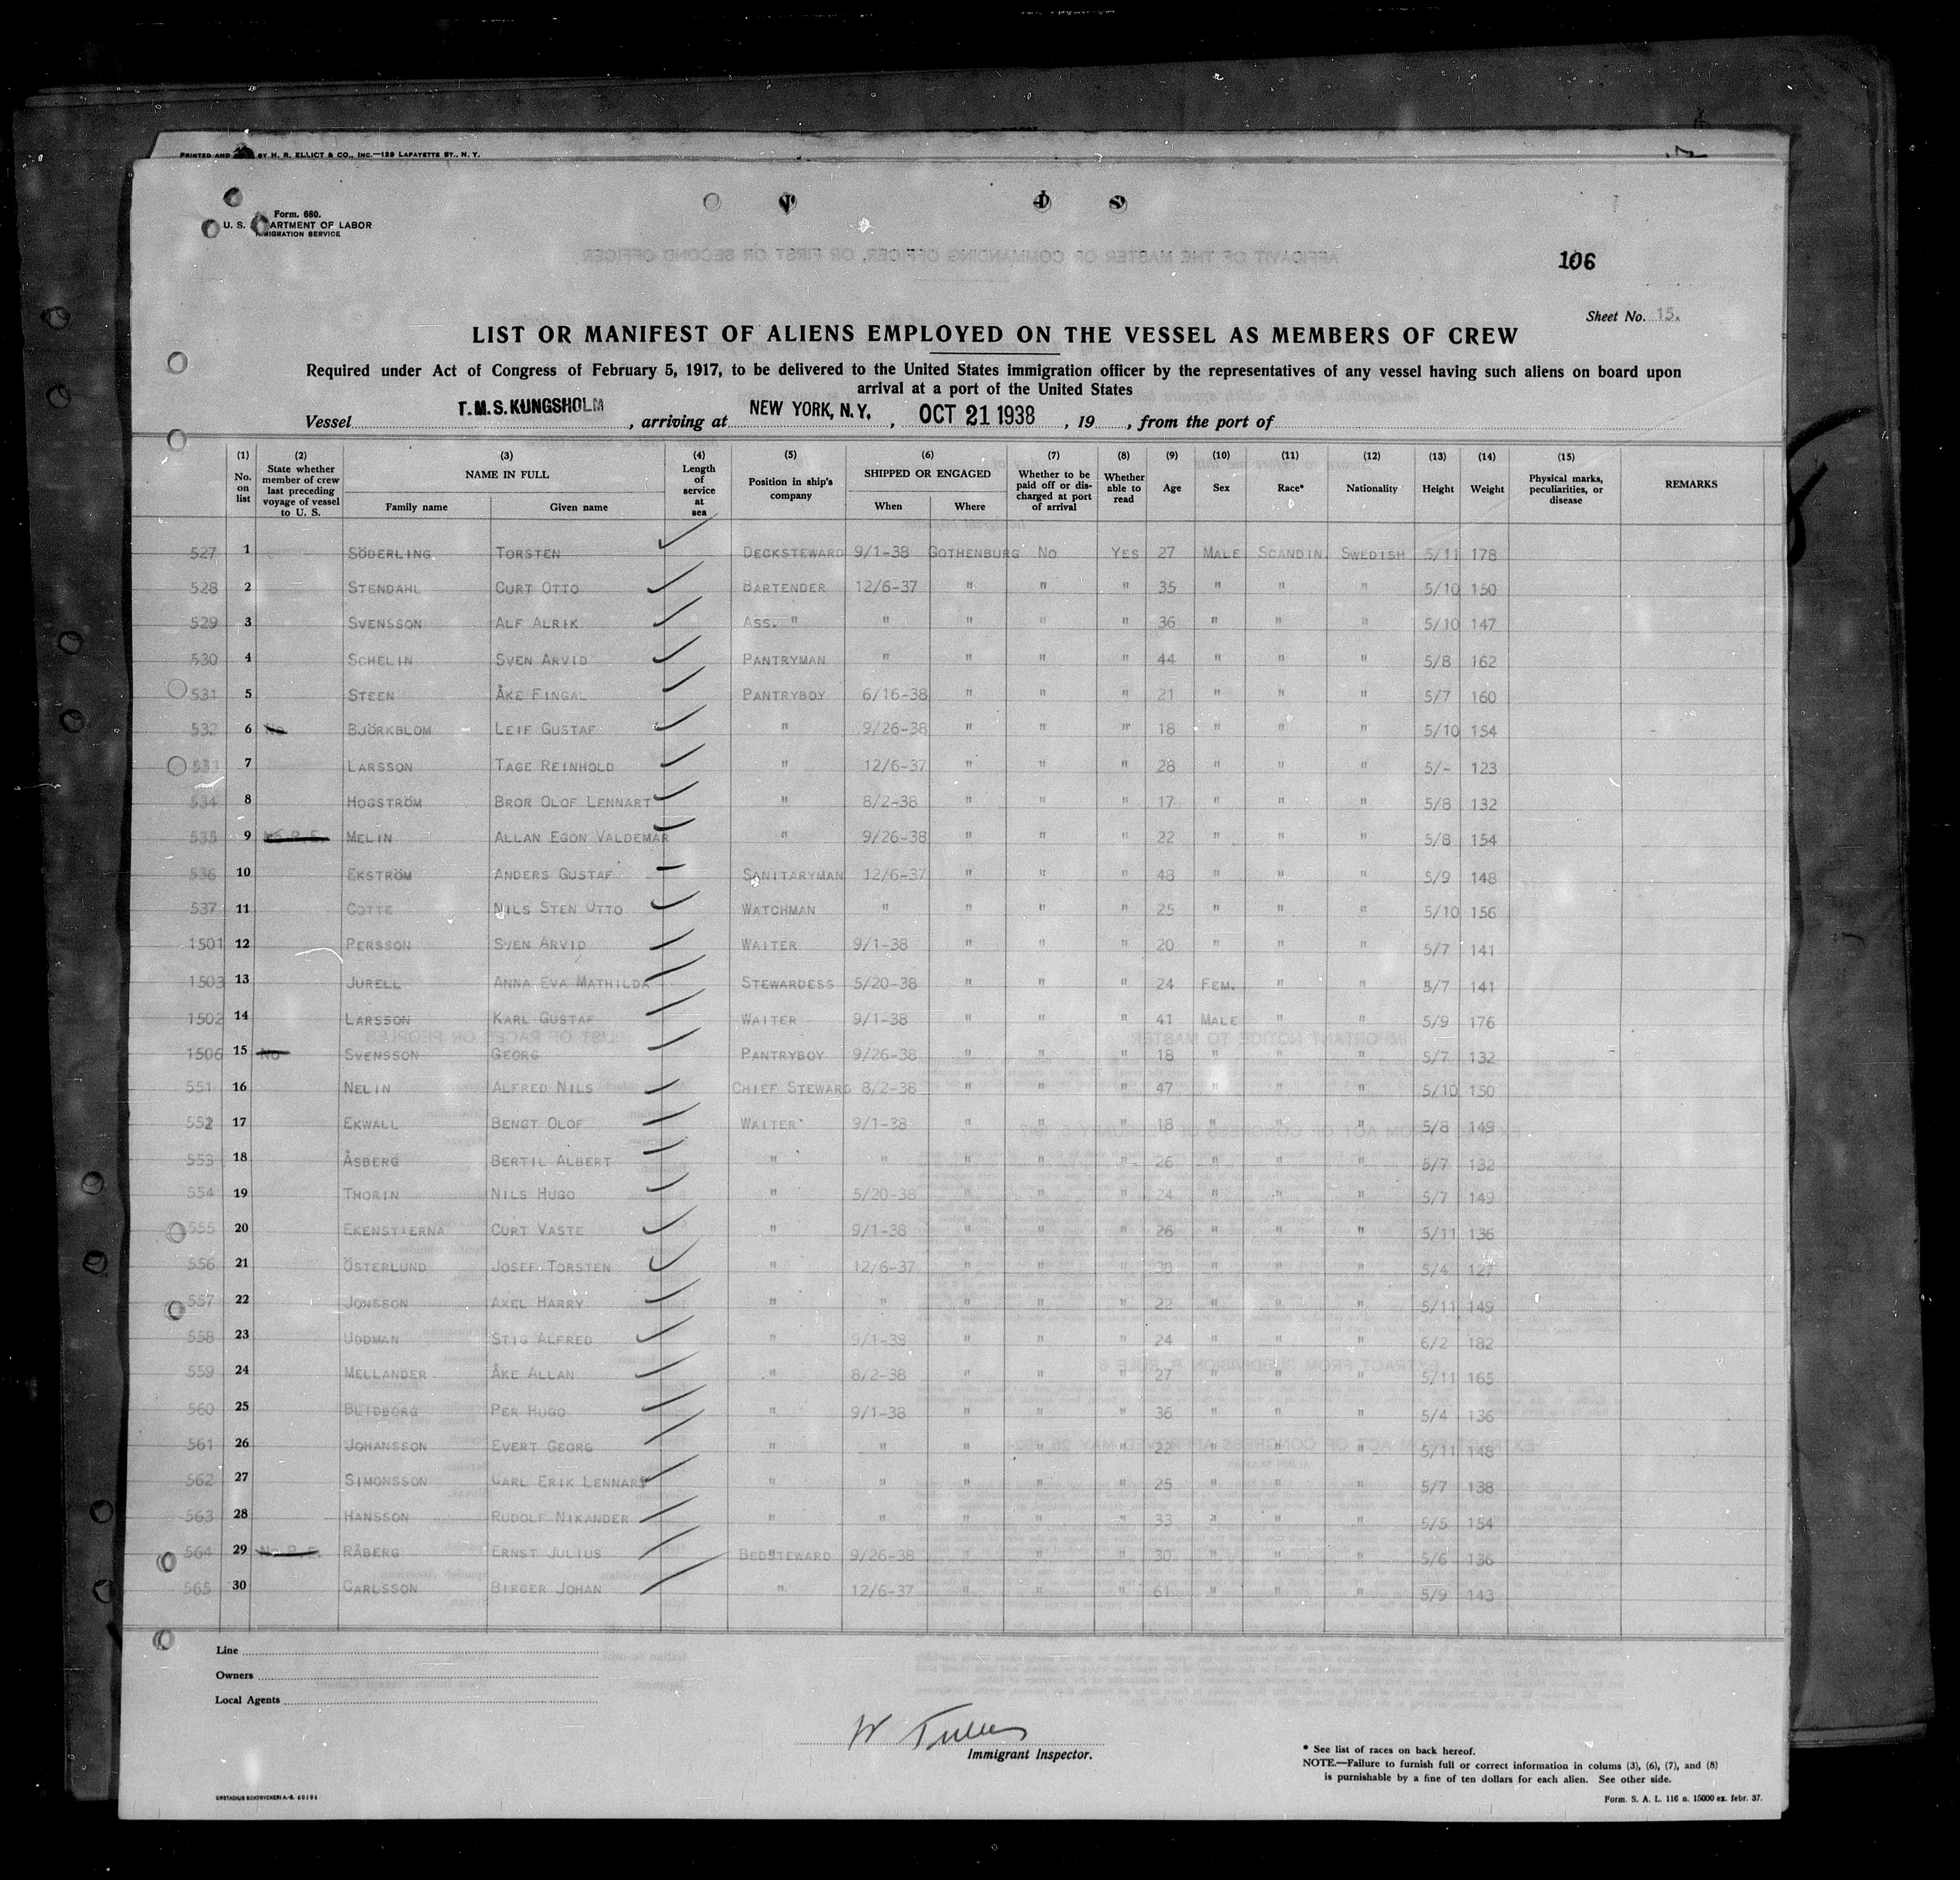 PRINTED AND BY H. R. ELLIOT & CO., INC.—129 LAFAYETTE ST., N. Y.
Form. 680.
U. S. ARTMENT OF LABOR
MIGRATION SERVICE
106
Sheet No. 15.
LIST OR MANIFEST OF ALIENS EMPLOYED ON THE VESSEL AS MEMBERS OF CREW
Required under Act of Congress of February 5, 1917, to be delivered to the United States immigration officer by the representatives of any vessel having such aliens on board upon
arrival at a port of the United States
Vessel T.M.S. KUNGSHOLM, arriving at NEW YORK, N.Y., OCT 21 1938, 19 , from the port of
(1) No. on list (2) State whether member of crew last preceding voyage of vessel to U. S. (3) NAME IN FULL Family name Given name (4) Length of service at sea (5) Position in ship's company (6) SHIPPED OR ENGAGED When Where (7) Whether to be paid off or dis-charged at port of arrival (8) Whether able to read (9) Age (10) Sex (11) Race* (12) Nationality (13) Height (14) Weight (15) Physical marks, peculiarities, or disease REMARKS
527 1 SÖDERLING TORSTEN DECKSTEWARD 9/1-38 GOTHENBURG NO YES 27 MALE SCANDIN. SWEDISH 5/11 178
528 2 STENDAHL CURT OTTO BARTENDER 12/6-37 " " " 35 " " " 5/10 150
529 3 SVENSSON ALF ALRIK ASS. " " " " " 36 " " " 5/10 147
530 4 SCHELIN SVEN ARVID PANTRYMAN " " " " 44 " " " 5/8 162
531 5 STEEN ÅKE FINGAL PANTRYBOY 6/16-38 " " " 21 " " " 5/7 160
532 6 No BJÖRKBLOM LEIF GUSTAF " 9/26-38 " " " 18 " " " 5/10 154
533 7 LARSSON TAGE REINHOLD " 12/6-37 " " " 28 " " " 5/- 123
534 8 HOGSTRÖM BROR OLOF LENNART " 8/2-38 " " " 17 " " " 5/8 132
535 9 No P.E. MELIN ALLAN EGON VALDEMAR " 9/26-38 " " " 22 " " " 5/8 154
536 10 EKSTRÖM ANDERS GUSTAF SANITARYMAN 12/6-37 " " " 48 " " " 5/9 148
537 11 COTTE NILS STEN OTTO WATCHMAN " " " " 25 " " " 5/10 156
1501 12 PERSSON SVEN ARVID WAITER 9/1-38 " " " 20 " " " 5/7 141
1503 13 JURELL ANNA EVA MATHILDA STEWARDESS 5/20-38 " " " 24 FEM. " " 5/7 141
1502 14 LARSSON KARL GUSTAF WAITER 9/1-38 " " " 41 MALE " " 5/9 176
1506 15 No SVENSSON GEORG PANTRYBOY 9/26-38 " " " 18 " " " 5/7 132
551 16 NELIN ALFRED NILS CHIEF STEWARD 8/2-38 " " " 47 " " " 5/10 150
552 17 EKWALL BENGT OLOF WAITER 9/1-38 " " " 18 " " " 5/8 149
553 18 ÅSBERG BERTIL ALBERT " " " " " 26 " " " 5/7 132
554 19 THORIN NILS HUGO " 5/20-38 " " " 24 " " " 5/7 149
555 20 EKENSTIERNA CURT VASTE " 9/1-38 " " " 26 " " " 5/11 136
556 21 ÖSTERLUND JOSEF TORSTEN " 12/6-37 " " " 30 " " " 5/4 127
557 22 JONSSON AXEL HARRY " " " " " 22 " " " 5/11 149
558 23 UDDMAN STIG ALFRED " 9/1-38 " " " 24 " " " 6/2 182
559 24 MELLANDER ÅKE ALLAN " 8/2-38 " " " 27 " " " 5/11 165
560 25 BLIDBORG PER HUGO " 9/1-38 " " " 36 " " " 5/4 136
561 26 JOHANSSON EVERT GEORG " " " " " 22 " " " 5/11 148
562 27 SIMONSSON CARL ERIK LENNART " " " " " 25 " " " 5/7 138
563 28 HANSSON RUDOLF NIKANDER " " " " " 33 " " " 5/5 154
564 29 No P.E. RÅBERG ERNST JULIUS BEDSTEWARD 9/26-38 " " " 30 " " " 5/6 136
565 30 CARLSSON BIRGER JOHAN " 12/6-37 " " " 61 " " " 5/9 143
Line
Owners
Local Agents
Immigrant Inspector.
* See list of races on back hereof.
NOTE.—Failure to furnish full or correct information in colums (3), (6), (7), and (8)
is purnishable by a fine of ten dollars for each alien. See other side.
Form. S. A. L. 116 a. 15000 ex. febr. 37.